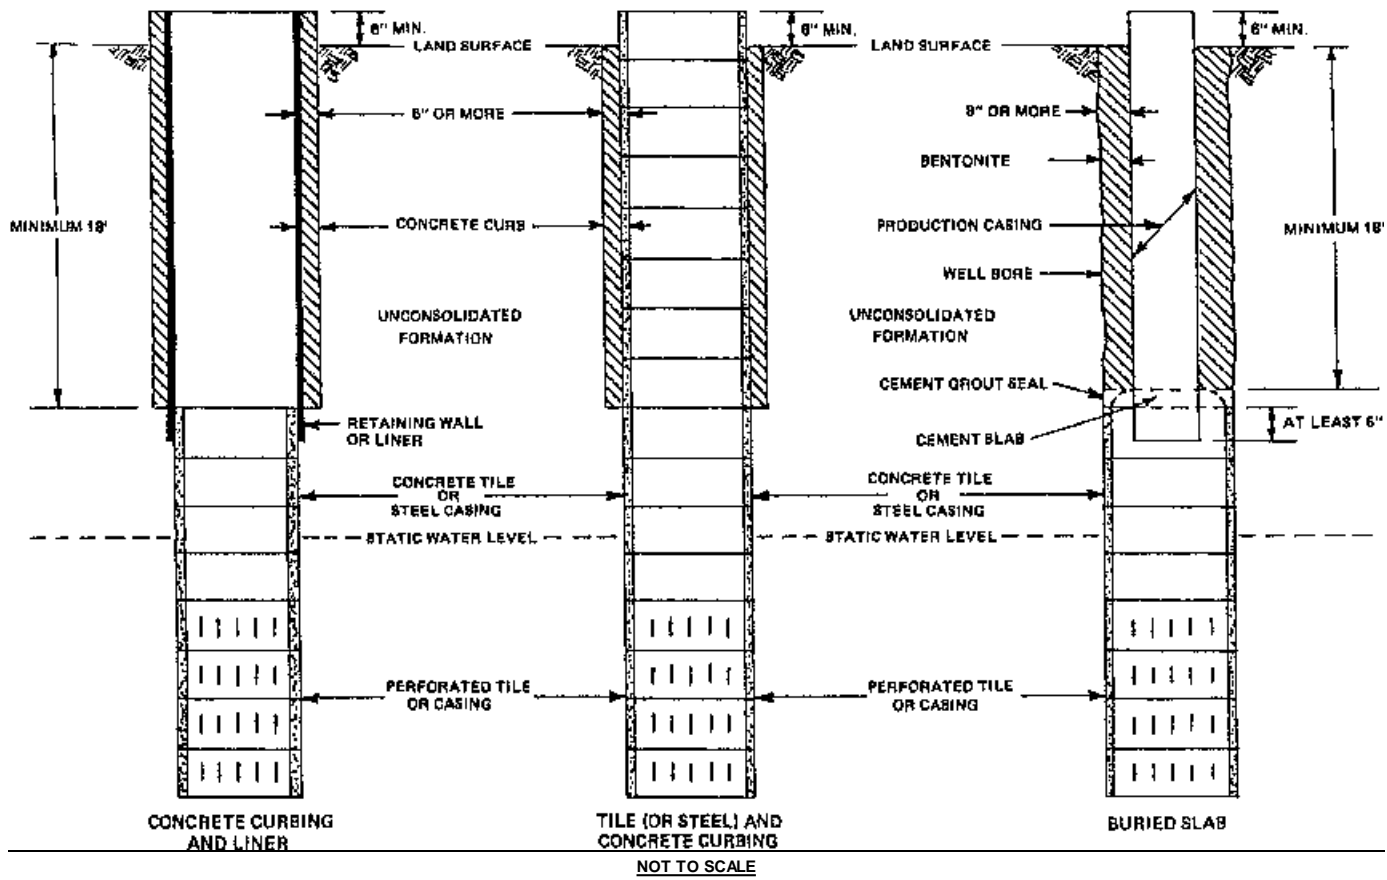 6" MIN.
LAND SURFACE
6" MIN.
LAND SURFACE
6" MIN.
6" OR MORE
8" OR MORE
BENTONITE
MINIMUM 18'
CONCRETE CURB
PRODUCTION CASING
MINIMUM 18'
WELL BORE
UNCONSOLIDATED
FORMATION
UNCONSOLIDATED
FORMATION
CEMENT GROUT SEAL
RETAINING WALL
OR LINER
CEMENT SLAB
AT LEAST 6"
CONCRETE TILE
OR
STEEL CASING
CONCRETE TILE
OR
STEEL CASING
STATIC WATER LEVEL
STATIC WATER LEVEL
PERFORATED TILE
OR CASING
PERFORATED TILE
OR CASING
CONCRETE CURBING
AND LINER
TILE (OR STEEL) AND
CONCRETE CURBING
BURIED SLAB
NOT TO SCALE